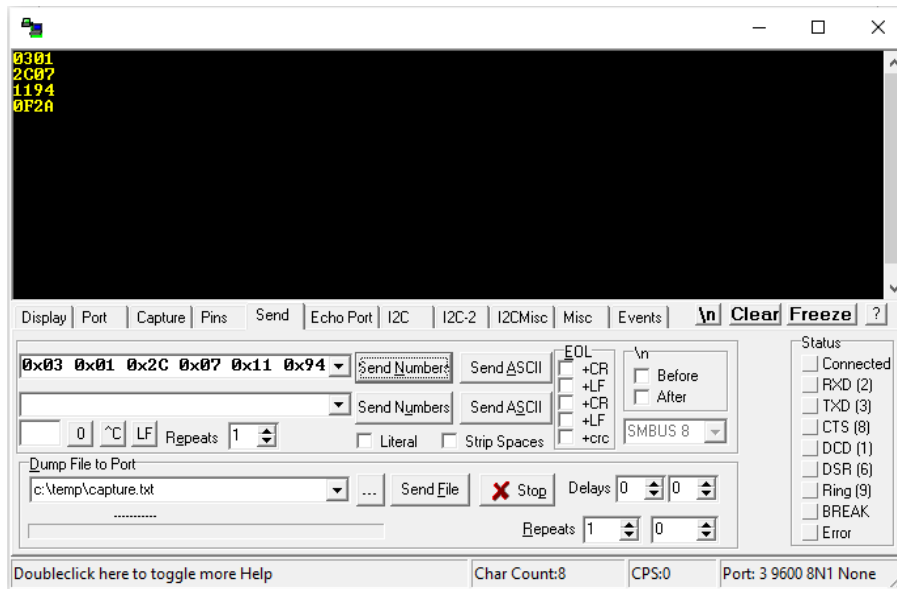 0301
2C07
1194
0F2A
Display Port Capture Pins Send Echo Port I2C I2C-2 I2CMisc Misc Events \n Clear Freeze ?
0x03 0x01 0x2C 0x07 0x11 0x94 Send Numbers Send ASCII
EOL
+CR
+LF
+CR
+LF
+crc
\n
Before
After
SMBUS 8
Send Numbers Send ASCII
0 ^C LF Repeats 1 Literal Strip Spaces
Dump File to Port
c:\temp\capture.txt ... Send File Stop Delays 0 0
-----------
Repeats 1 0
Status
Connected
RXD (2)
TXD (3)
CTS (8)
DCD (1)
DSR (6)
Ring (9)
BREAK
Error
Doubleclick here to toggle more Help Char Count:8 CPS:0 Port: 3 9600 8N1 None